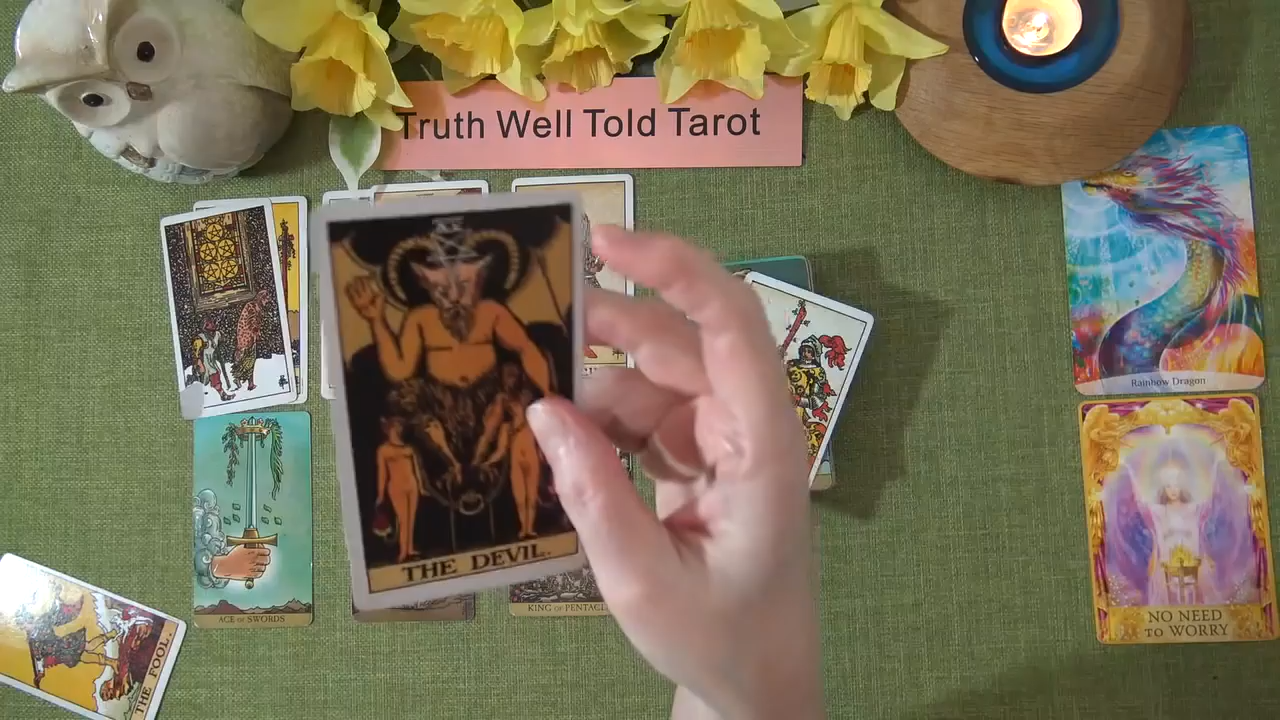 Truth Well Told Tarot
Rainbow Dragon
THE DEVIL.
NO NEED
TO WORRY
ACE OF SWORDS
KING OF PENTACL
THE FOOL.